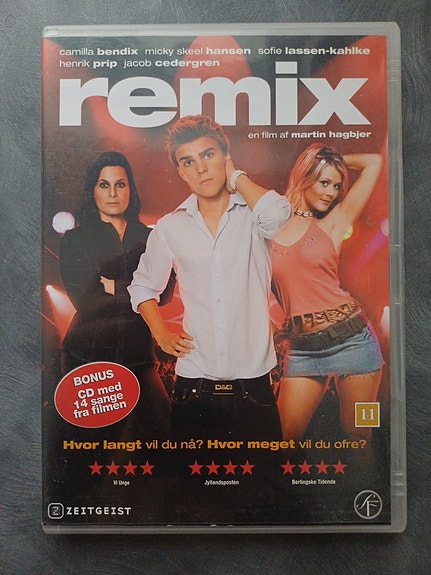 camilla bendix micky skeel hansen sofie lassen-kahlke
henrik prip jacob cedergren
remix
en film af martin hagbjer
BONUS
CD med
14 sange
fra filmen
D&G
11
Hvor langt vil du nå? Hvor meget vil du ofre?
Vi Unge
Jyllandsposten
Berlingske Tidende
Z ZEITGEIST
SF